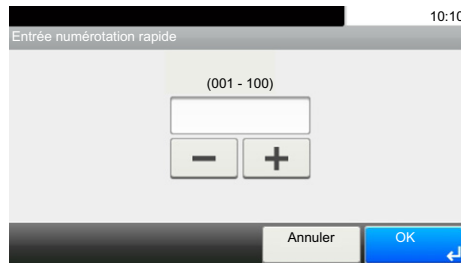 10:10
Entrée numérotation rapide
(001 - 100)
Annuler
OK